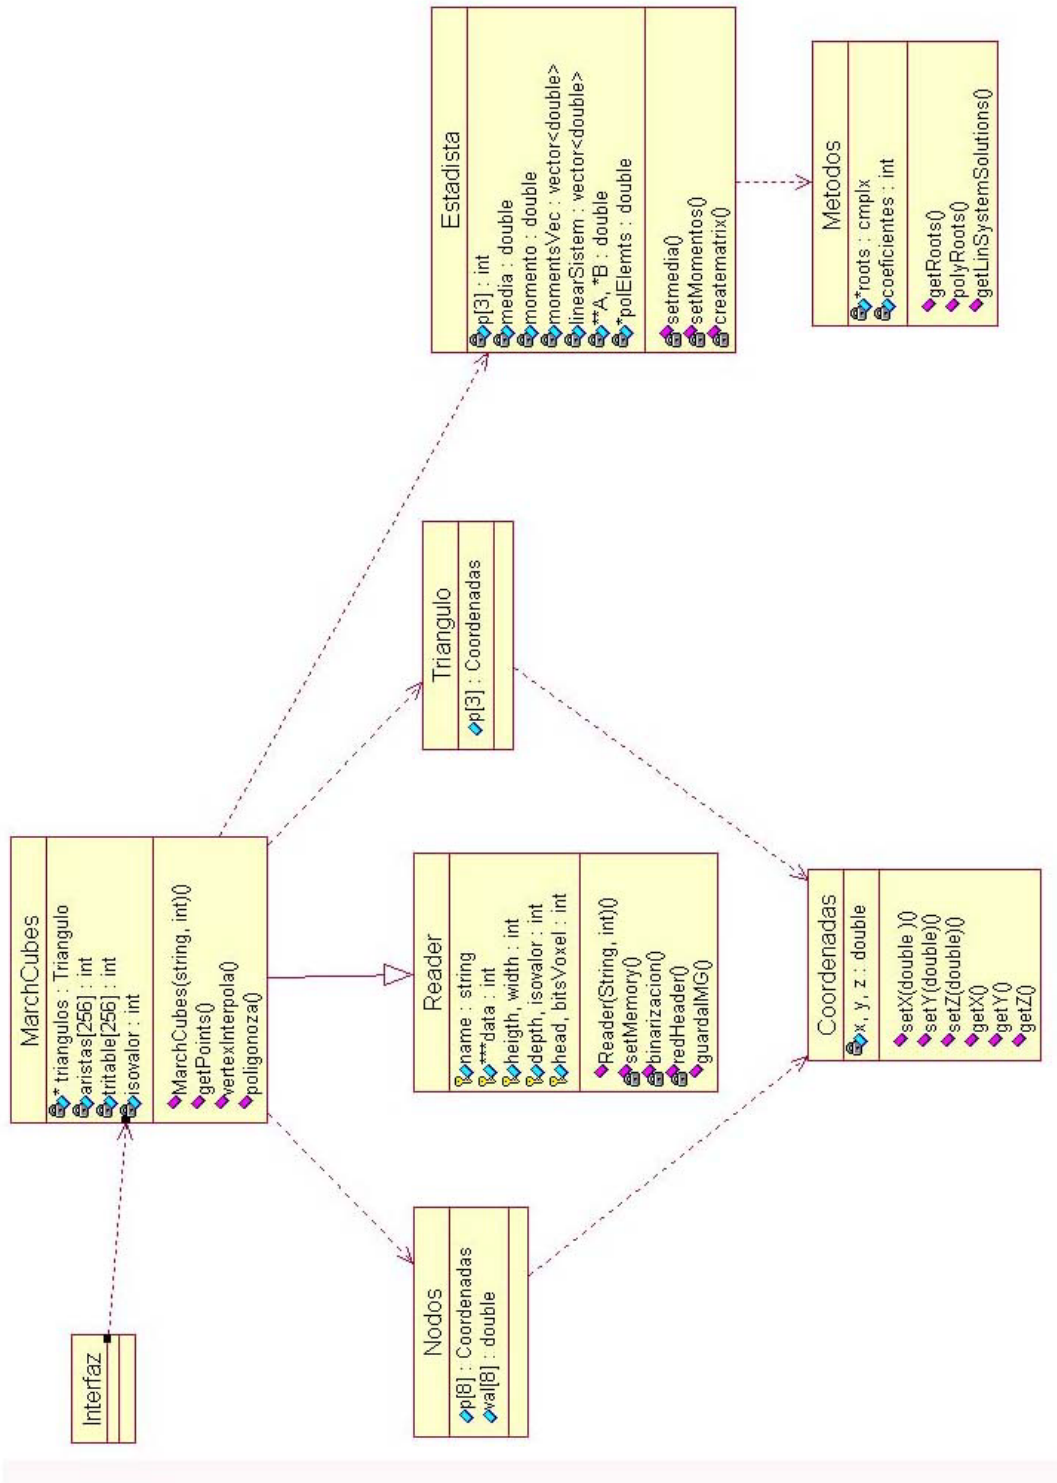 Interfaz
MarchCubes
* triangulos : Triangulo
aristas[256] : int
tritable[256] : int
isovalor : int
MarchCubes(string, int)()
getPoints()
vertexInterpola()
poligonoza()
Nodos
p[8] : Coordenadas
val[8] : double
Reader
name : string
***data : int
heigth, width : int
depth, isovalor : int
head, bitsVoxel : int
Reader(String, int)()
setMemory()
binarizacion()
redHeader()
guardaIMG()
Triangulo
p[3] : Coordenadas
Estadista
p[3] : int
media : double
momento : double
momentsVec : vector<double>
linearSistem : vector<double>
**A, *B : double
*polElemts : double
setmedia()
setMomentos()
creatematrix()
Coordenadas
x, y, z : double
setX(double )()
setY(double)()
setZ(double)()
getX()
getY()
getZ()
Metodos
*roots : cmplx
coeficientes : int
getRoots()
polyRoots()
getLinSystemSolutions()